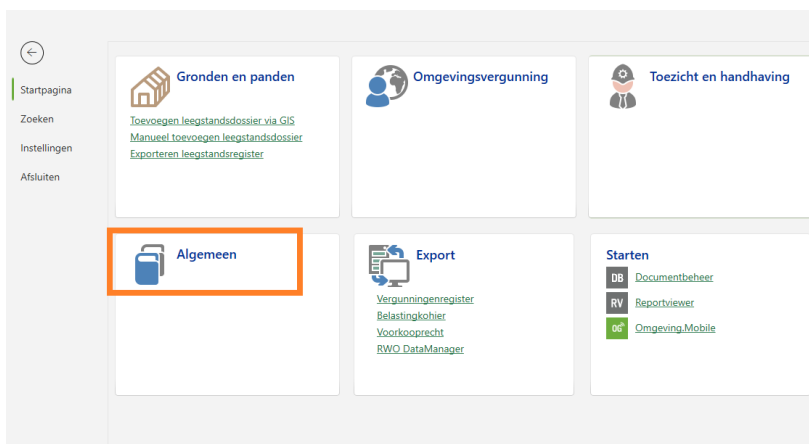 Startpagina
Zoeken
Instellingen
Afsluiten
Gronden en panden
Toevoegen leegstandsdossier via GIS
Manueel toevoegen leegstandsdossier
Exporteren leegstandsregister
Omgevingsvergunning
Toezicht en handhaving
Algemeen
Export
Vergunningenregister
Belastingkohier
Voorkooprecht
RWO DataManager
Starten
DB Documentbeheer
RV Reportviewer
OG Omgeving.Mobile